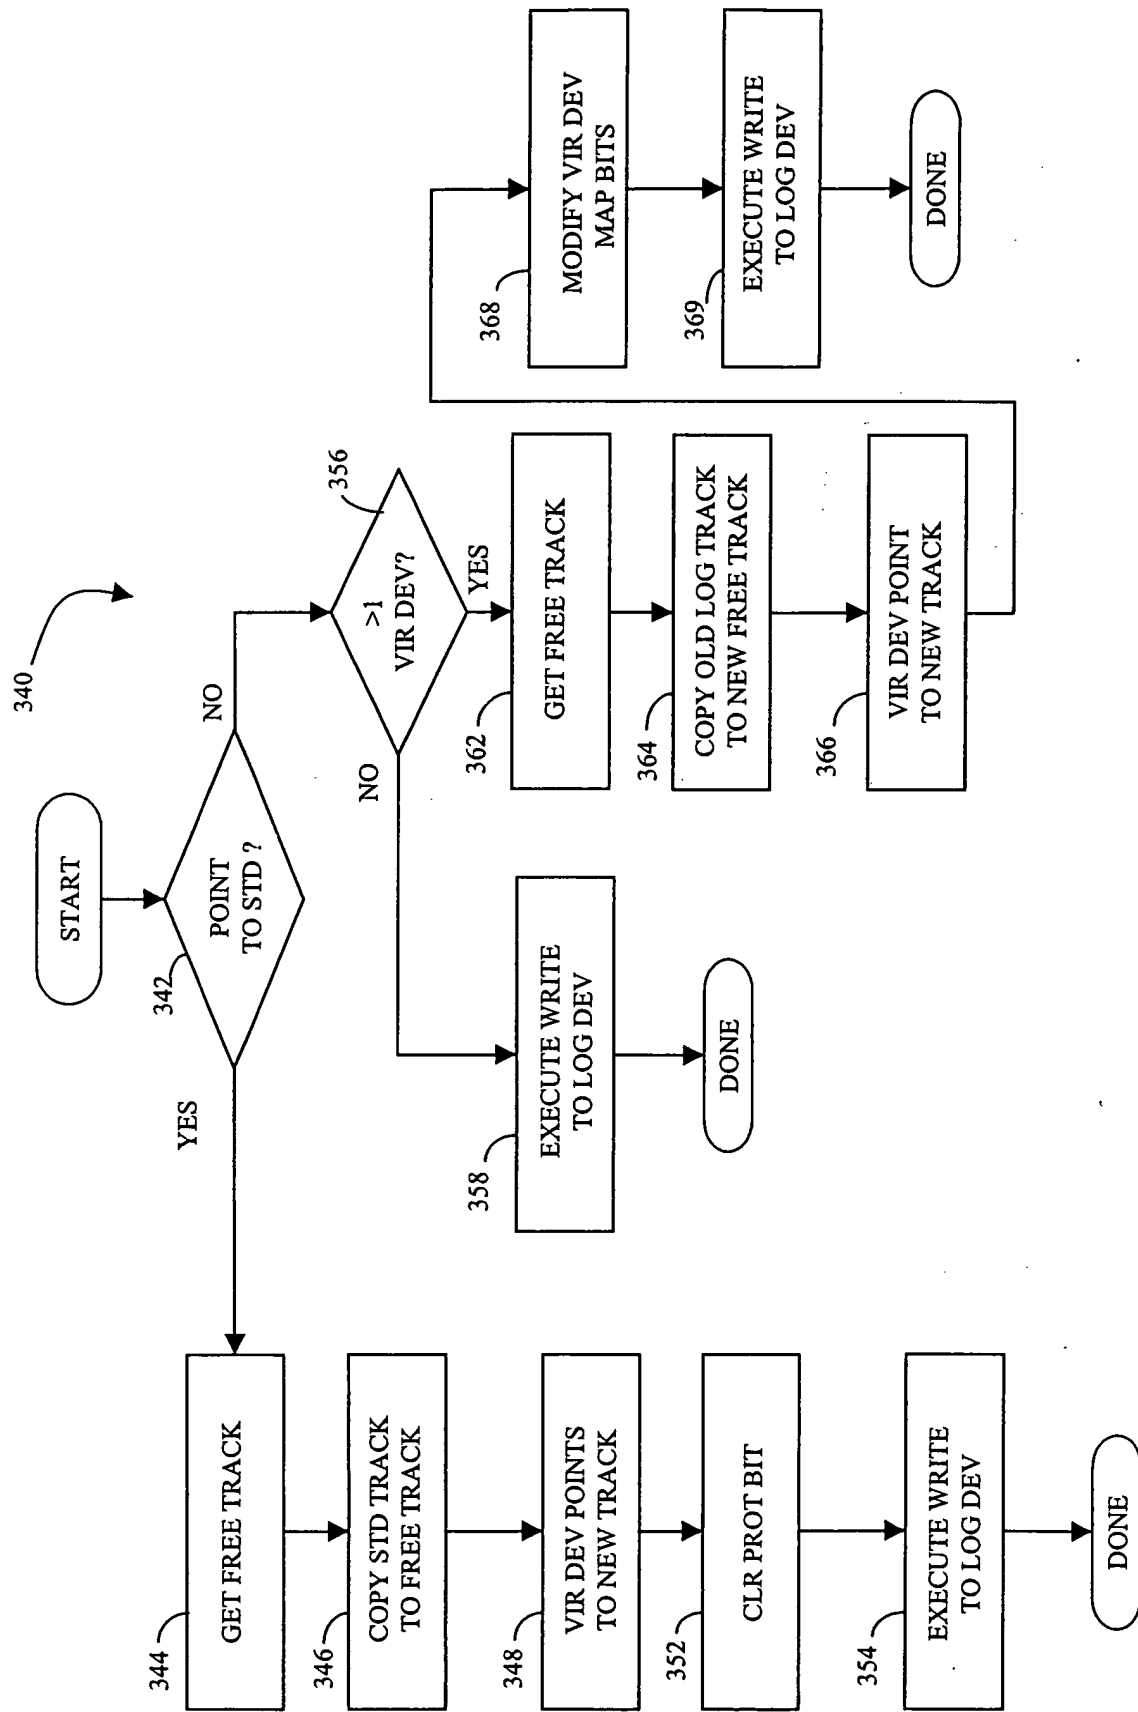 340
START
342
POINT
TO STD ?
YES
NO
344
GET FREE TRACK
346
COPY STD TRACK
TO FREE TRACK
348
VIR DEV POINTS
TO NEW TRACK
352
CLR PROT BIT
354
EXECUTE WRITE
TO LOG DEV
DONE
356
>1
VIR DEV?
NO
YES
358
EXECUTE WRITE
TO LOG DEV
DONE
362
GET FREE TRACK
364
COPY OLD LOG TRACK
TO NEW FREE TRACK
366
VIR DEV POINT
TO NEW TRACK
368
MODIFY VIR DEV
MAP BITS
369
EXECUTE WRITE
TO LOG DEV
DONE